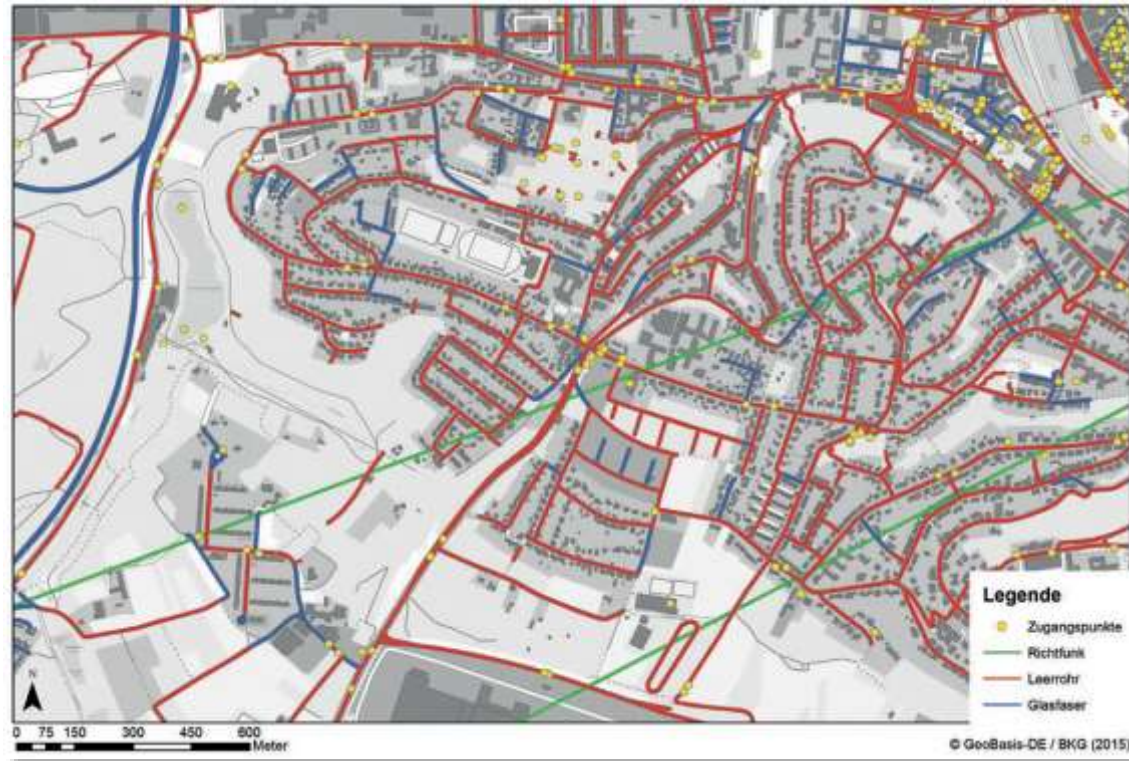 Legende
Zugangspunkte
Richtfunk
Leerrohr
Glasfaser
N
0 75 150 300 450 600
Meter
© GeoBasis-DE / BKG (2015)